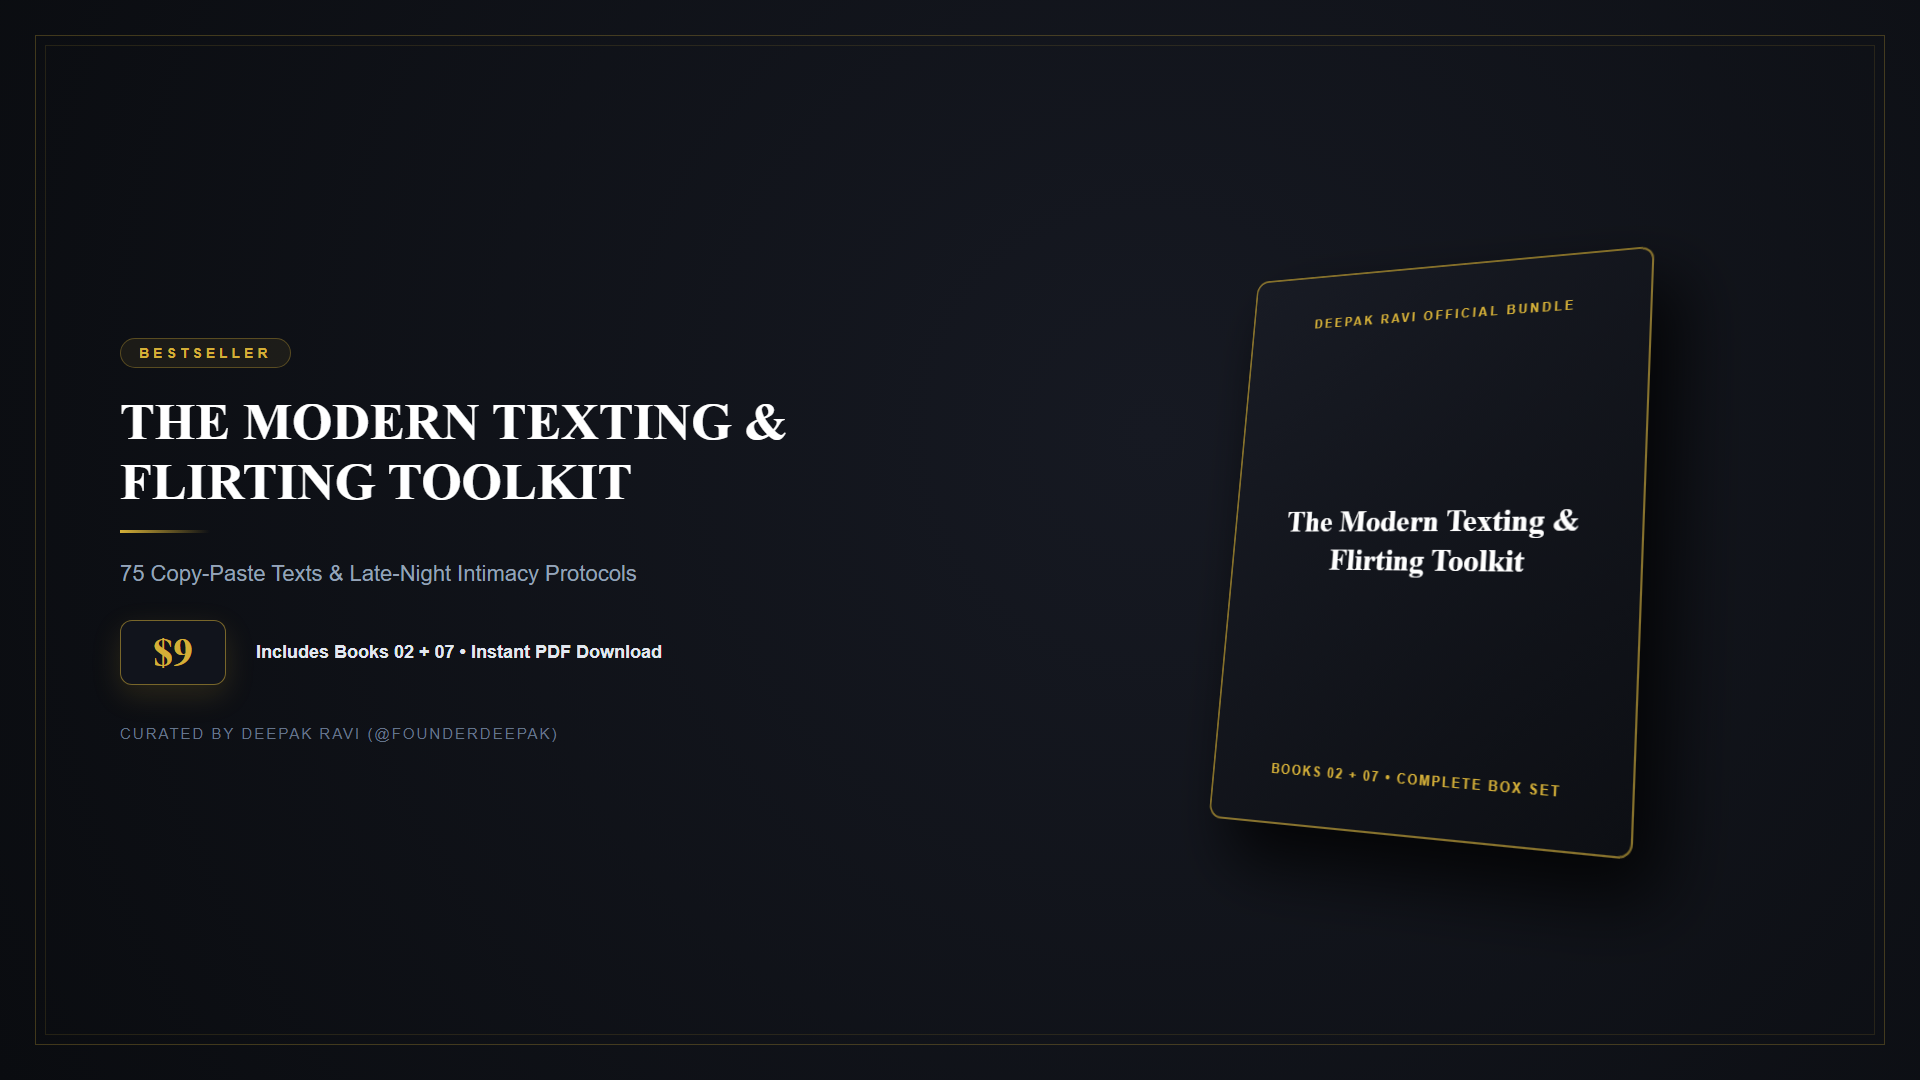 BESTSELLER
THE MODERN TEXTING &
FLIRTING TOOLKIT
75 Copy-Paste Texts & Late-Night Intimacy Protocols
$9
Includes Books 02 + 07 • Instant PDF Download
CURATED BY DEEPAK RAVI (@FOUNDERDEEPAK)
DEEPAK RAVI OFFICIAL BUNDLE
The Modern Texting &
Flirting Toolkit
BOOKS 02 + 07 • COMPLETE BOX SET